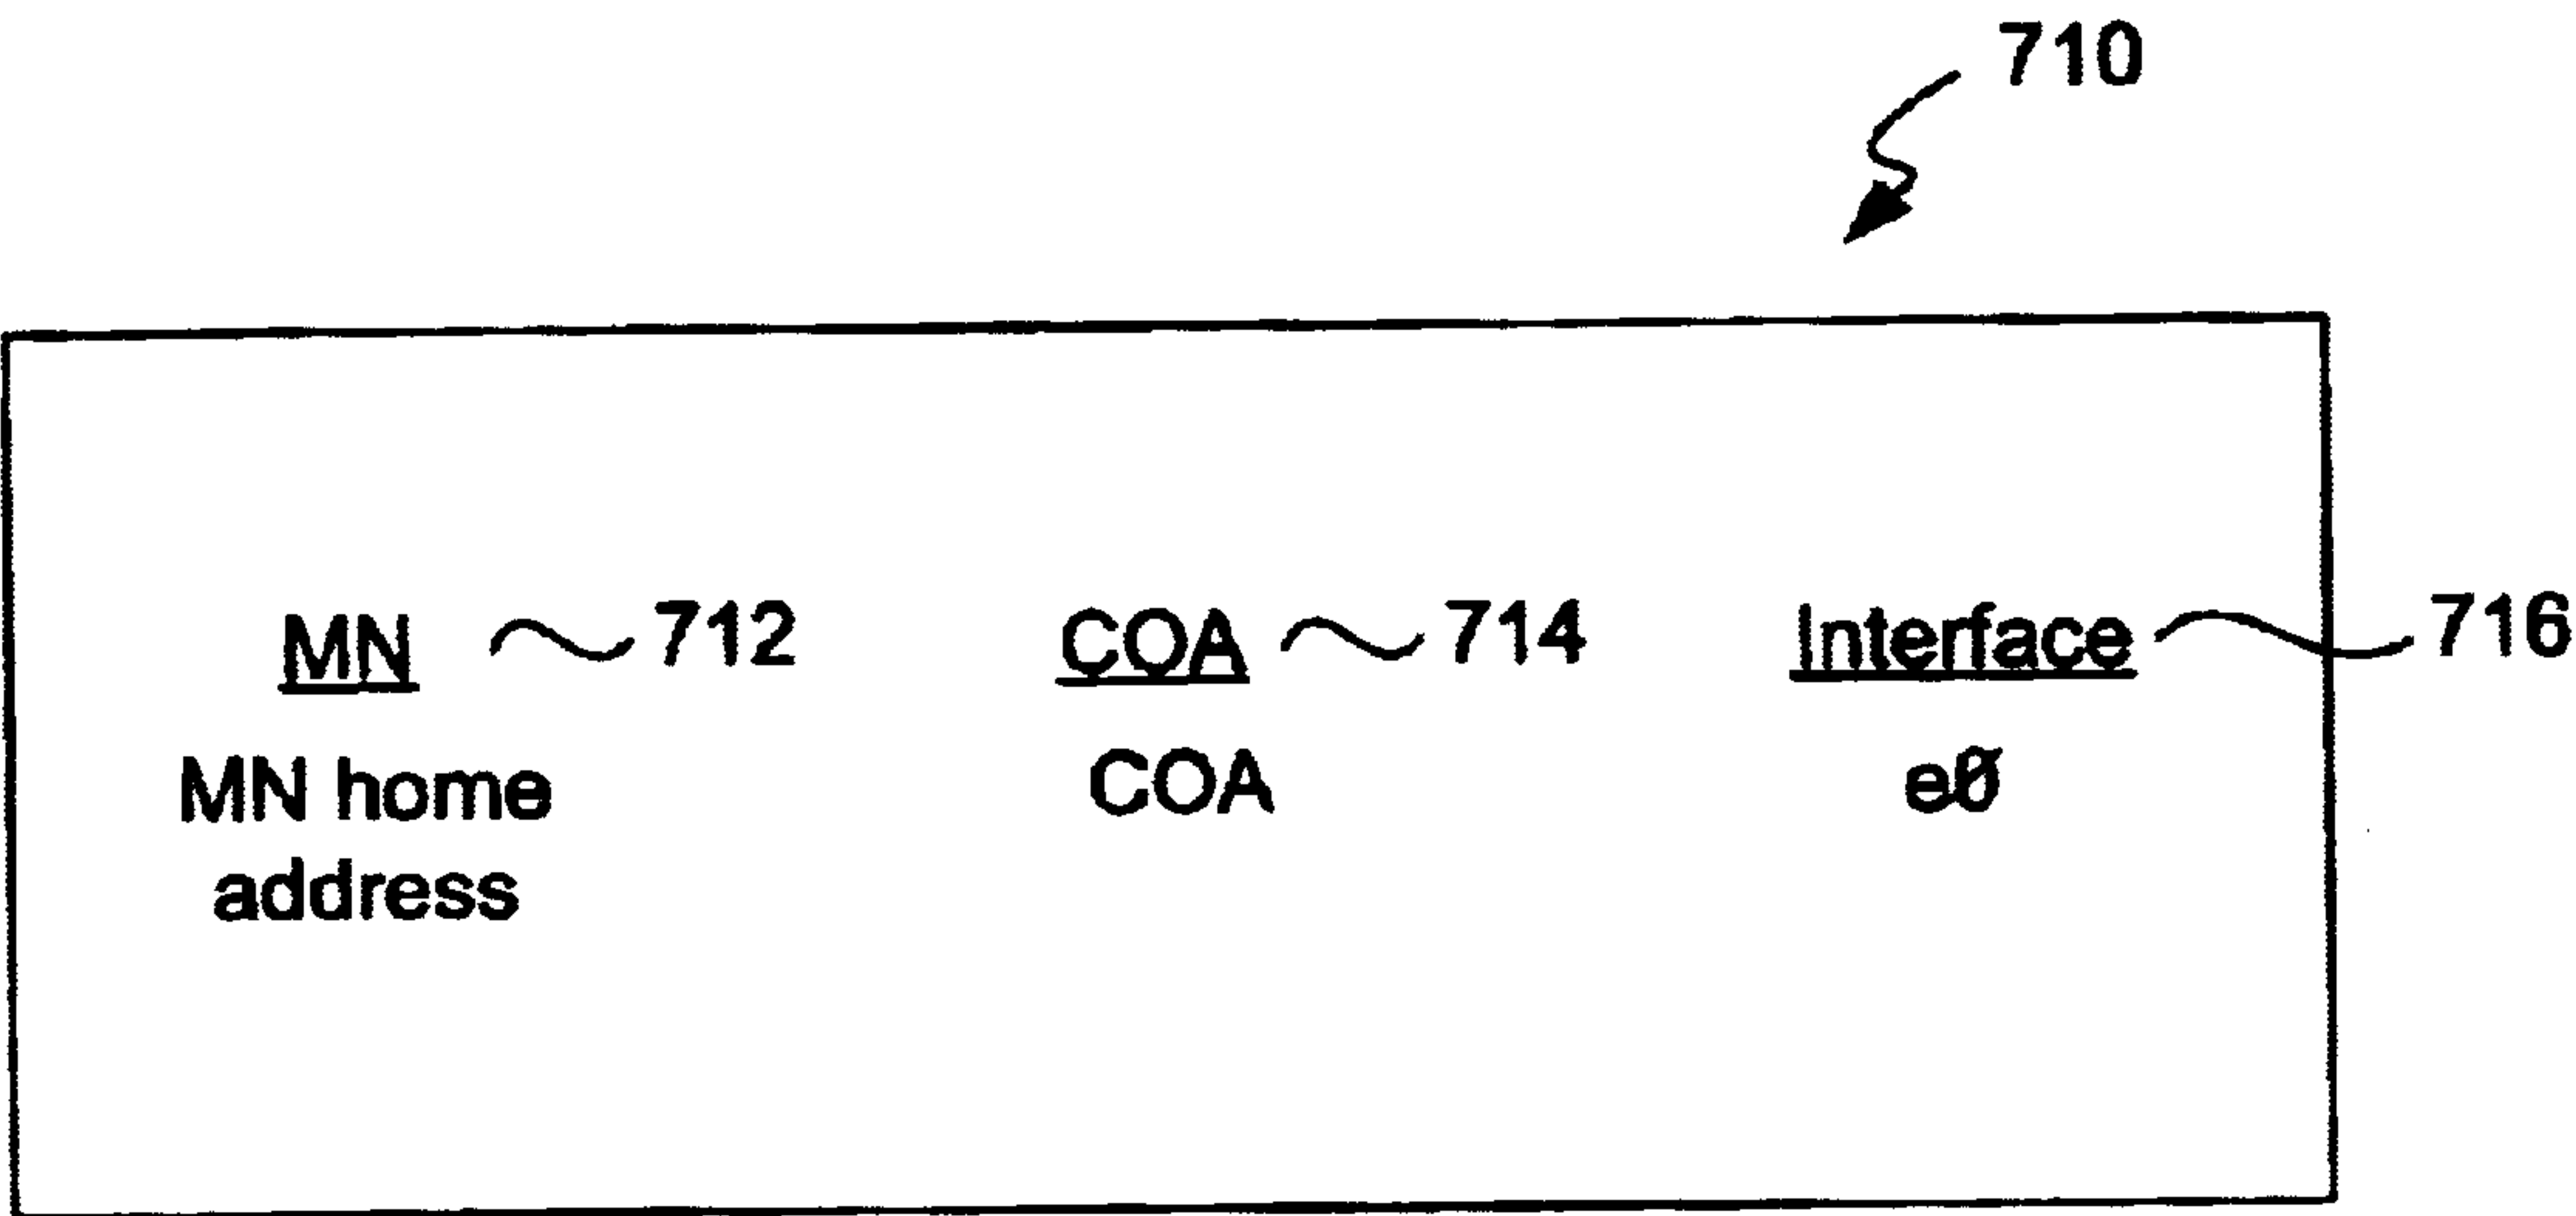 710
MN 712 COA 714 Interface 716
MN home COA e0̸
address